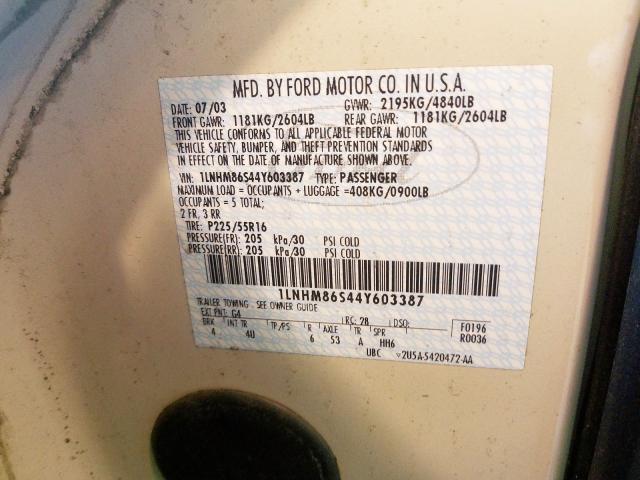 MFD. BY FORD MOTOR CO. IN U.S.A.
DATE: 07/03 GVWR: 2195KG/4840LB
FRONT GAWR: 1181KG/2604LB REAR GAWR: 1181KG/2604LB
THIS VEHICLE CONFORMS TO ALL APPLICABLE FEDERAL MOTOR
VEHICLE SAFETY, BUMPER, AND THEFT PREVENTION STANDARDS
IN EFFECT ON THE DATE OF MANUFACTURE SHOWN ABOVE.
VIN: 1LNHM86S44Y603387 TYPE: PASSENGER
MAXIMUM LOAD = OCCUPANTS + LUGGAGE =408KG/0900LB
OCCUPANTS = 5 TOTAL;
2 FR, 3 RR
TIRE: P225/55R16
PRESSURE(FR): 205 kPa/30 PSI COLD
PRESSURE(RR): 205 kPa/30 PSI COLD
1LNHM86S44Y603387
TRAILER TOWING - SEE OWNER GUIDE
EXT PNT: G4 RC: 28 DSO: F0196
BRK INT TR TP/PS R AXLE TR SPR R0036
4 4U 6 53 A HH6
UBC 2U5A-5420472-AA